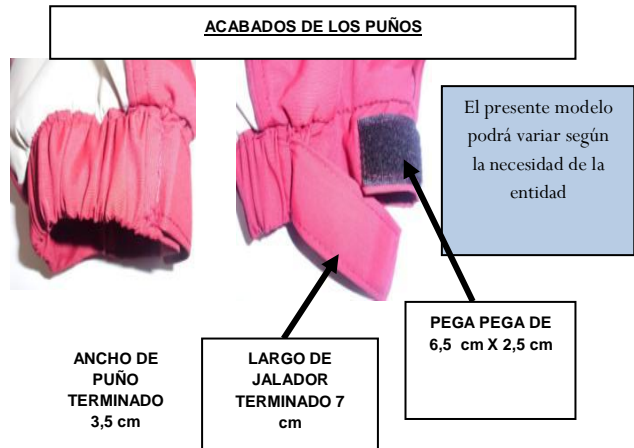 ACABADOS DE LOS PUÑOS
El presente modelo
podrá variar según
la necesidad de la
entidad
ANCHO DE
PUÑO
TERMINADO
3,5 cm
LARGO DE
JALADOR
TERMINADO 7
cm
PEGA PEGA DE
6,5 cm X 2,5 cm